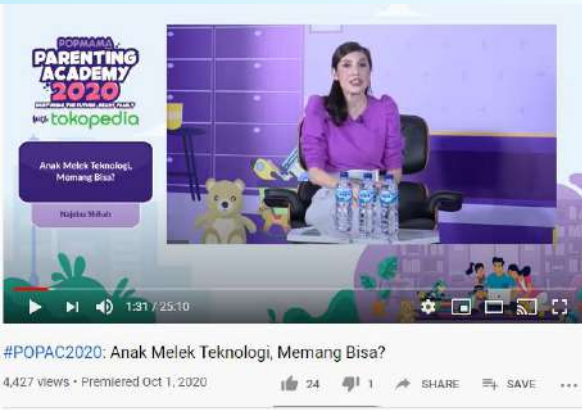 POPMAMA
PARENTING
ACADEMY
2020
with tokopedia
Anak Melek Teknologi,
Memang Bisa?
Najelaa Shihab
1:31 / 25:10
#POPAC2020: Anak Melek Teknologi, Memang Bisa?
4,427 views • Premiered Oct 1, 2020
24
1
SHARE
SAVE